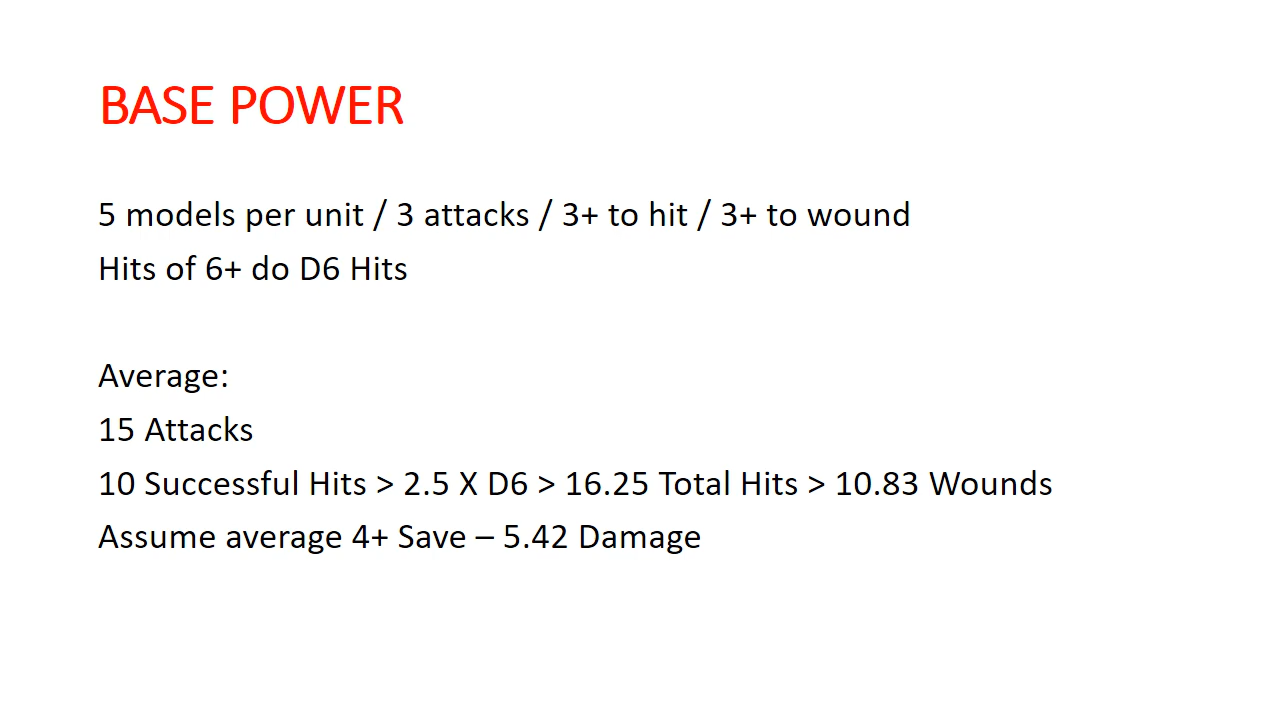 BASE POWER
5 models per unit / 3 attacks / 3+ to hit / 3+ to wound
Hits of 6+ do D6 Hits
Average:
15 Attacks
10 Successful Hits > 2.5 X D6 > 16.25 Total Hits > 10.83 Wounds
Assume average 4+ Save – 5.42 Damage